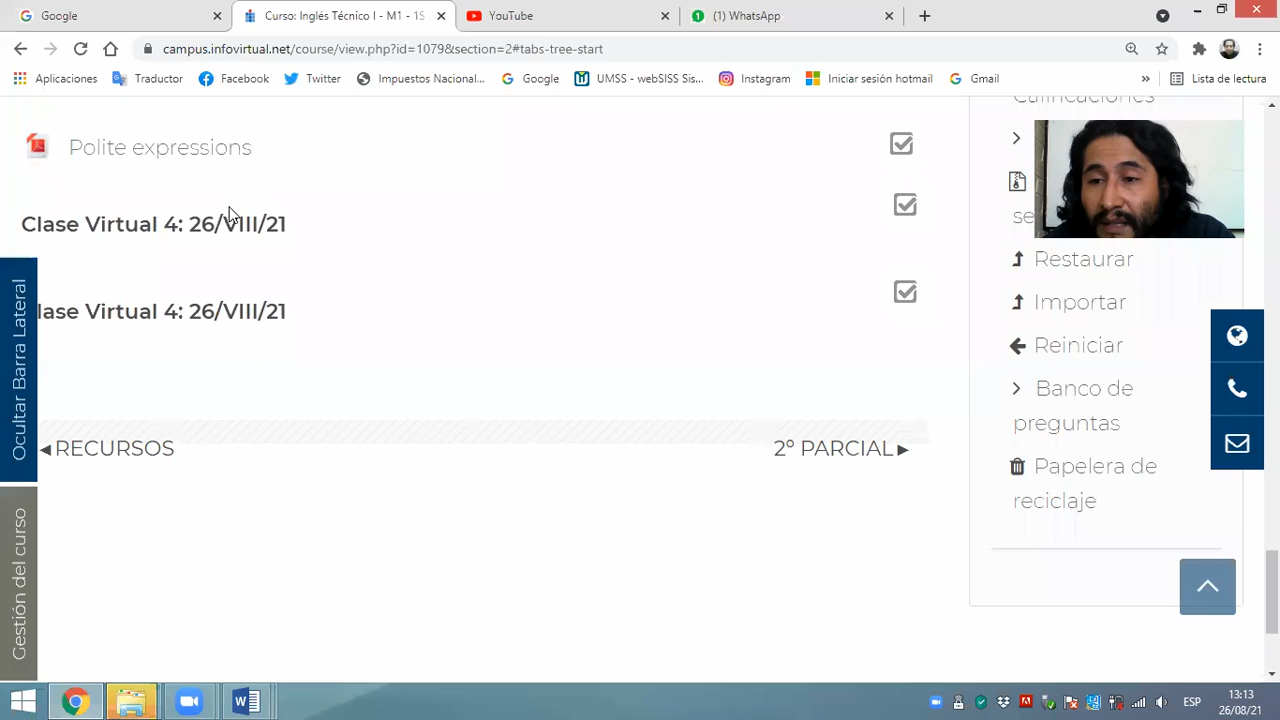 Google
Curso: Inglés Técnico I - M1 - 1S
YouTube
(1) WhatsApp
campus.infovirtual.net/course/view.php?id=1079&section=2#tabs-tree-start
Aplicaciones
Traductor
Facebook
Twitter
Impuestos Nacional...
Google
UMSS - webSISS Sis...
Instagram
Iniciar sesión hotmail
Gmail
»
Lista de lectura
Calificaciones
Polite expressions
se
Clase Virtual 4: 26/VIII/21
Restaurar
lase Virtual 4: 26/VIII/21
Importar
Reiniciar
Banco de
preguntas
Papelera de
reciclaje
Ocultar Barra Lateral
Gestión del curso
◄RECURSOS
2º PARCIAL►
ESP
13:13
26/08/21